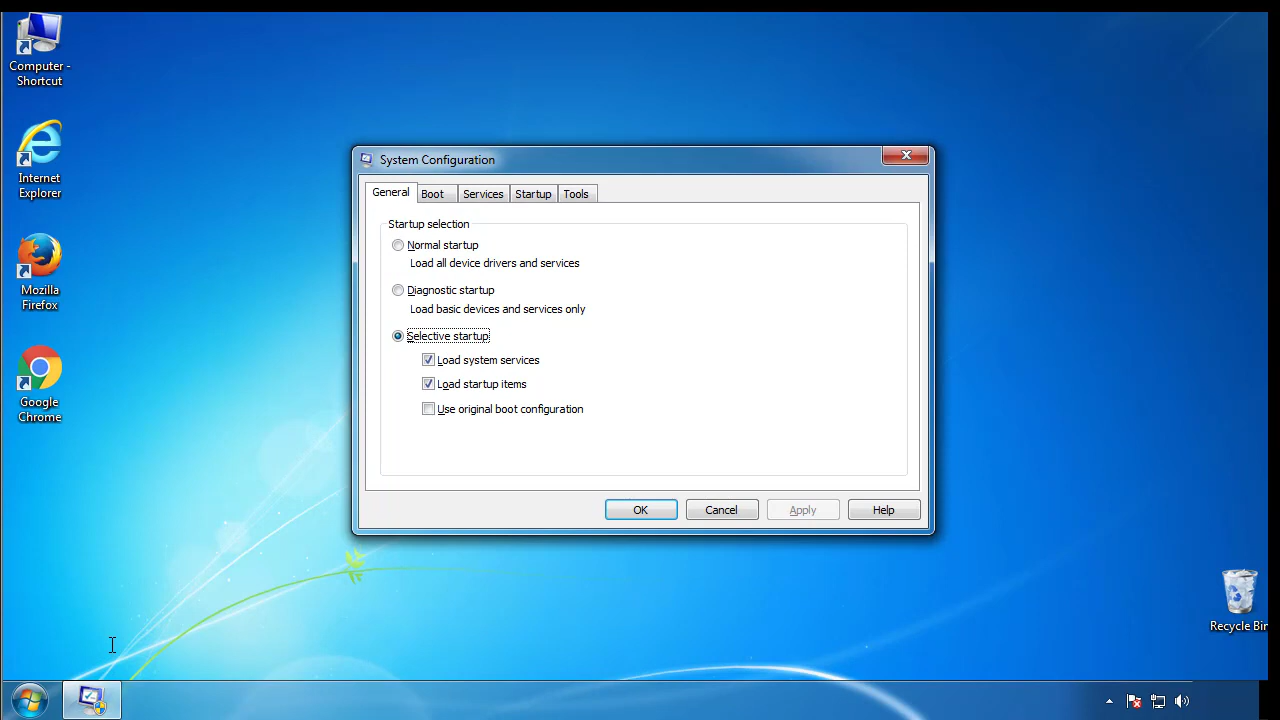 Computer -
Shortcut
Internet
Explorer
Mozilla
Firefox
Google
Chrome
System Configuration
General Boot Services Startup Tools
Startup selection
Normal startup
Load all device drivers and services
Diagnostic startup
Load basic devices and services only
Selective startup
Load system services
Load startup items
Use original boot configuration
OK Cancel Apply Help
Recycle Bin